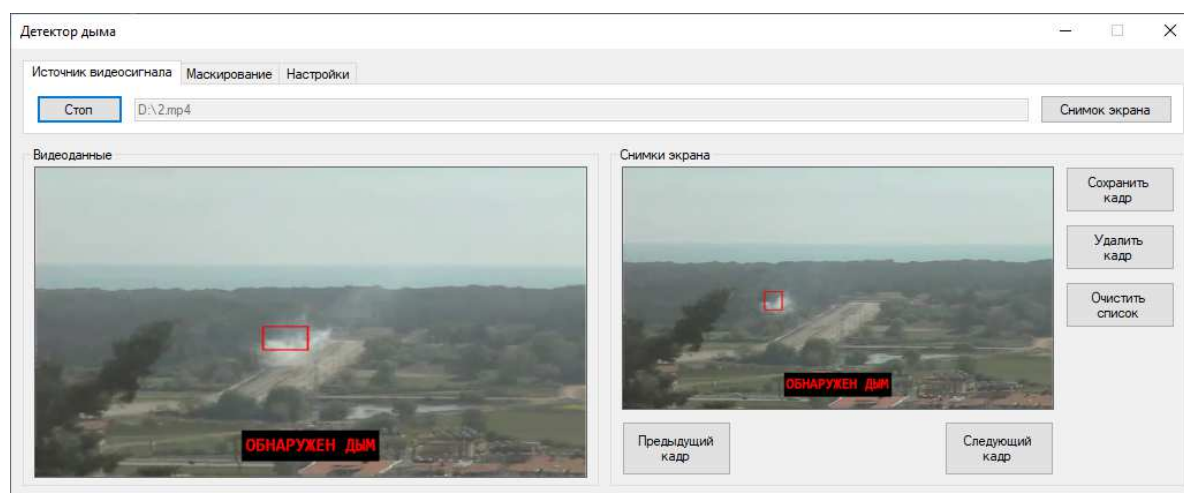 Детектор дыма
Источник видеосигнала Маскирование Настройки
Стоп D:\2.mp4 Снимок экрана
Видеоданные
ОБНАРУЖЕН ДЫМ
Снимки экрана
ОБНАРУЖЕН ДЫМ
Сохранить
кадр
Удалить
кадр
Очистить
список
Предыдущий
кадр
Следующий
кадр